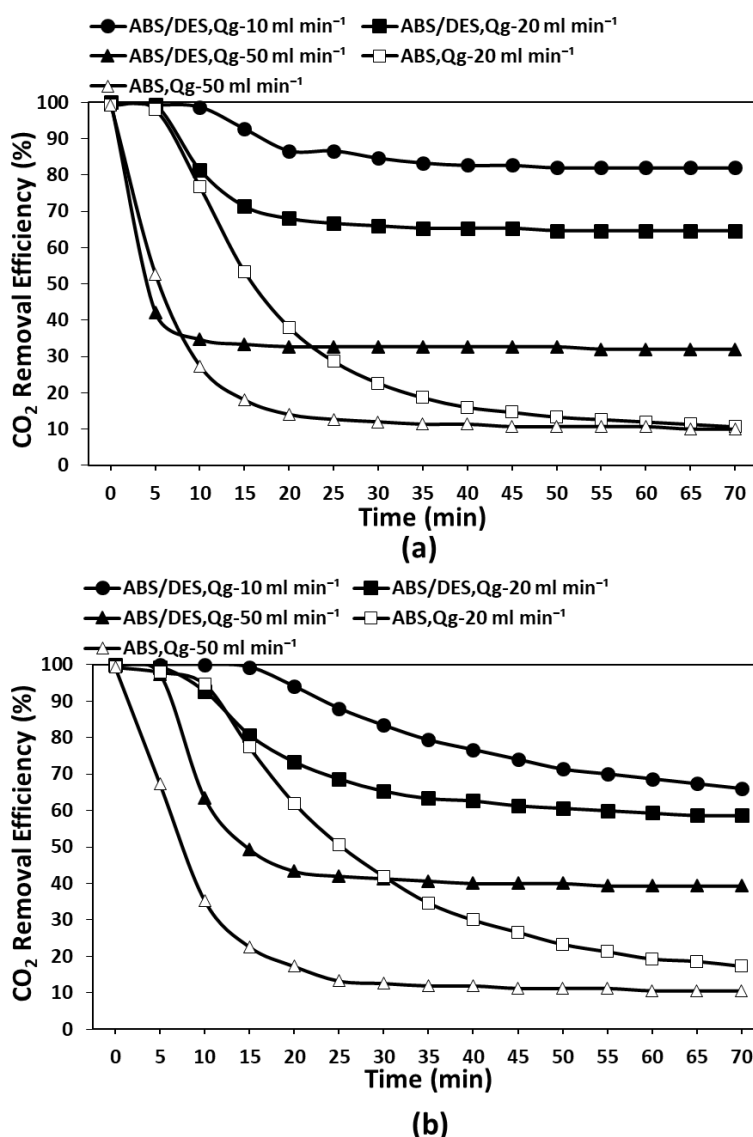 ABS/DES,Qg-10 ml min⁻¹ ABS/DES,Qg-20 ml min⁻¹
ABS/DES,Qg-50 ml min⁻¹ ABS,Qg-20 ml min⁻¹
ABS,Qg-50 ml min⁻¹
CO₂ Removal Efficiency (%)
100
90
80
70
60
50
40
30
20
10
0
0 5 10 15 20 25 30 35 40 45 50 55 60 65 70
Time (min)
(a)
ABS/DES,Qg-10 ml min⁻¹ ABS/DES,Qg-20 ml min⁻¹
ABS/DES,Qg-50 ml min⁻¹ ABS,Qg-20 ml min⁻¹
ABS,Qg-50 ml min⁻¹
CO₂ Removal Efficiency (%)
100
90
80
70
60
50
40
30
20
10
0
0 5 10 15 20 25 30 35 40 45 50 55 60 65 70
Time (min)
(b)